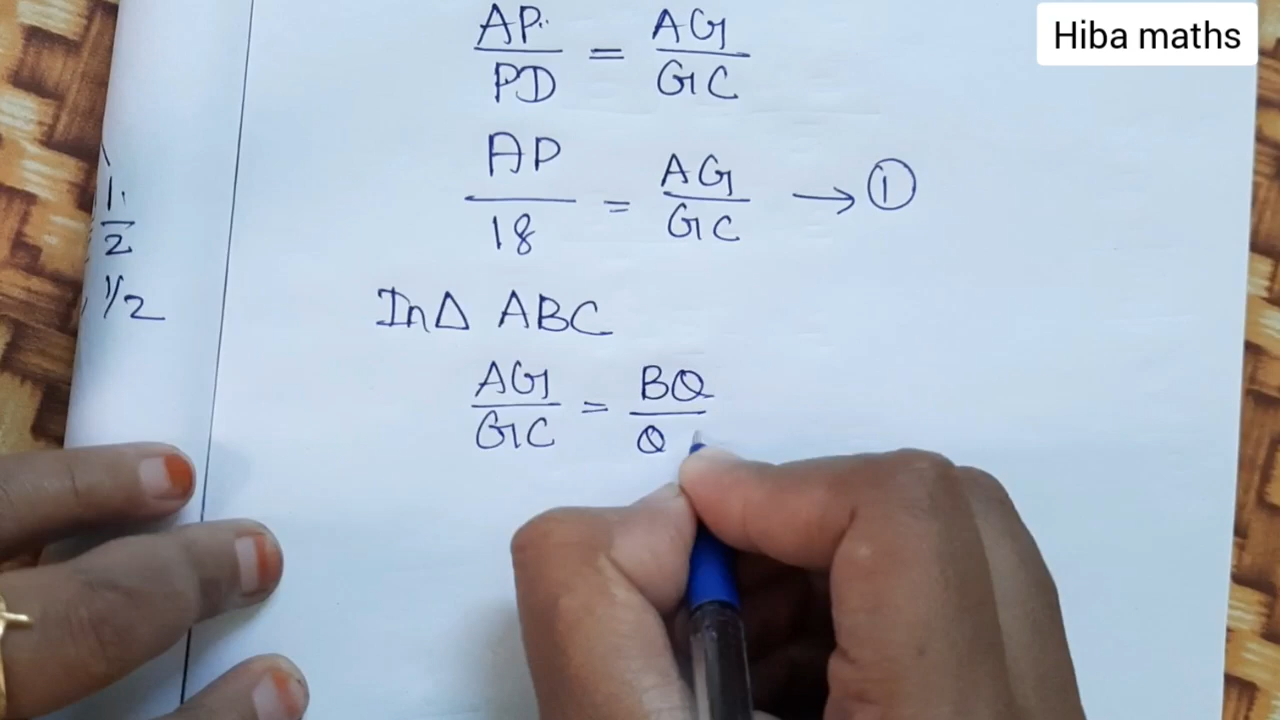 Hiba maths
AP/PD = AG/GC
AP/18 = AG/GC → ①
1/2
1/2
In Δ ABC
AG/GC = BQ/Q